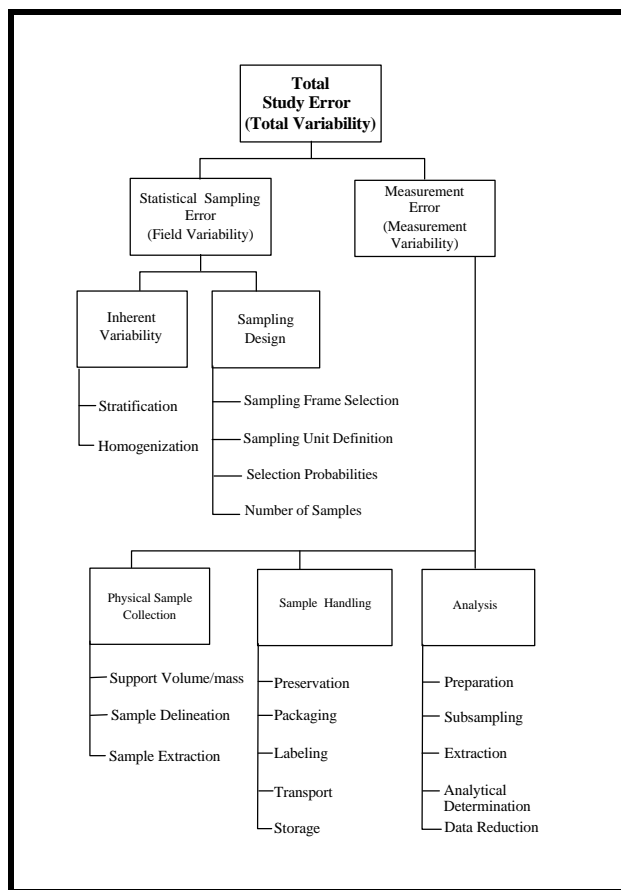 Total
Study Error
(Total Variability)
Statistical Sampling
Error
(Field Variability)
Measurement
Error
(Measurement
Variability)
Inherent
Variability
Sampling
Design
Stratification
Homogenization
Sampling Frame Selection
Sampling Unit Definition
Selection Probabilities
Number of Samples
Physical Sample
Collection
Sample Handling
Analysis
Support Volume/mass
Sample Delineation
Sample Extraction
Preservation
Packaging
Labeling
Transport
Storage
Preparation
Subsampling
Extraction
Analytical
Determination
Data Reduction